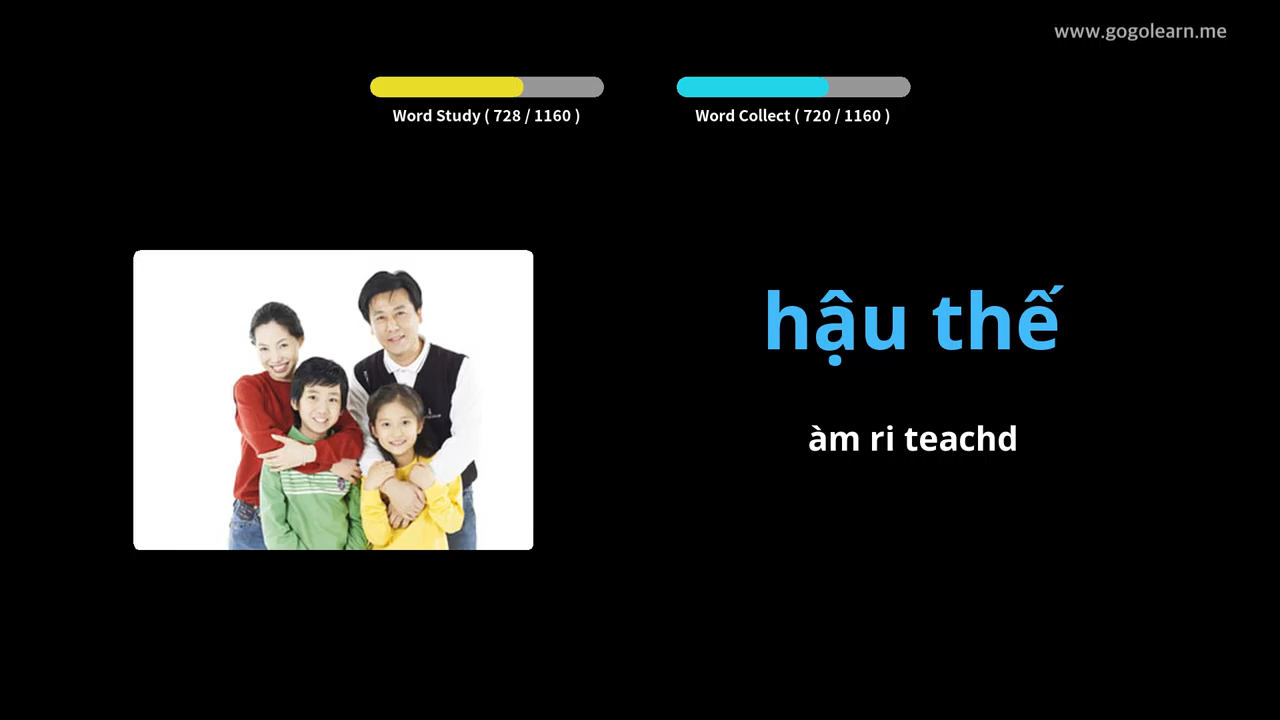 www.gogolearn.me
Word Study ( 728 / 1160 )
Word Collect ( 720 / 1160 )
hậu thế
àm ri teachd